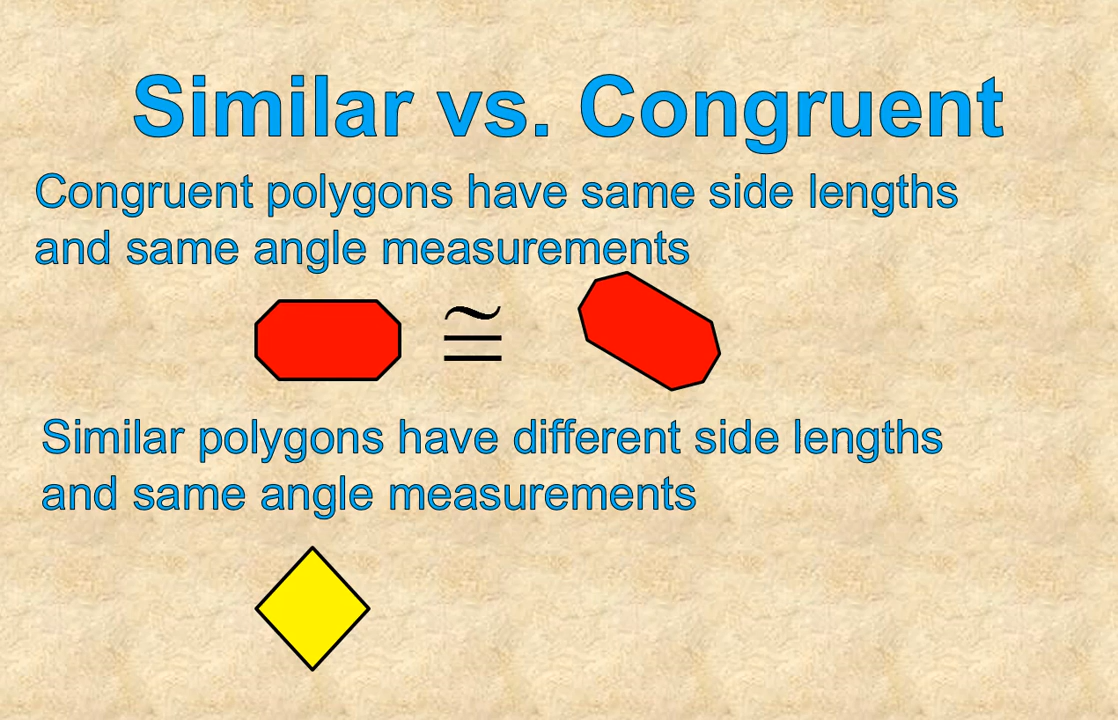 Similar vs. Congruent
Congruent polygons have same side lengths
and same angle measurements
≅
Similar polygons have different side lengths
and same angle measurements